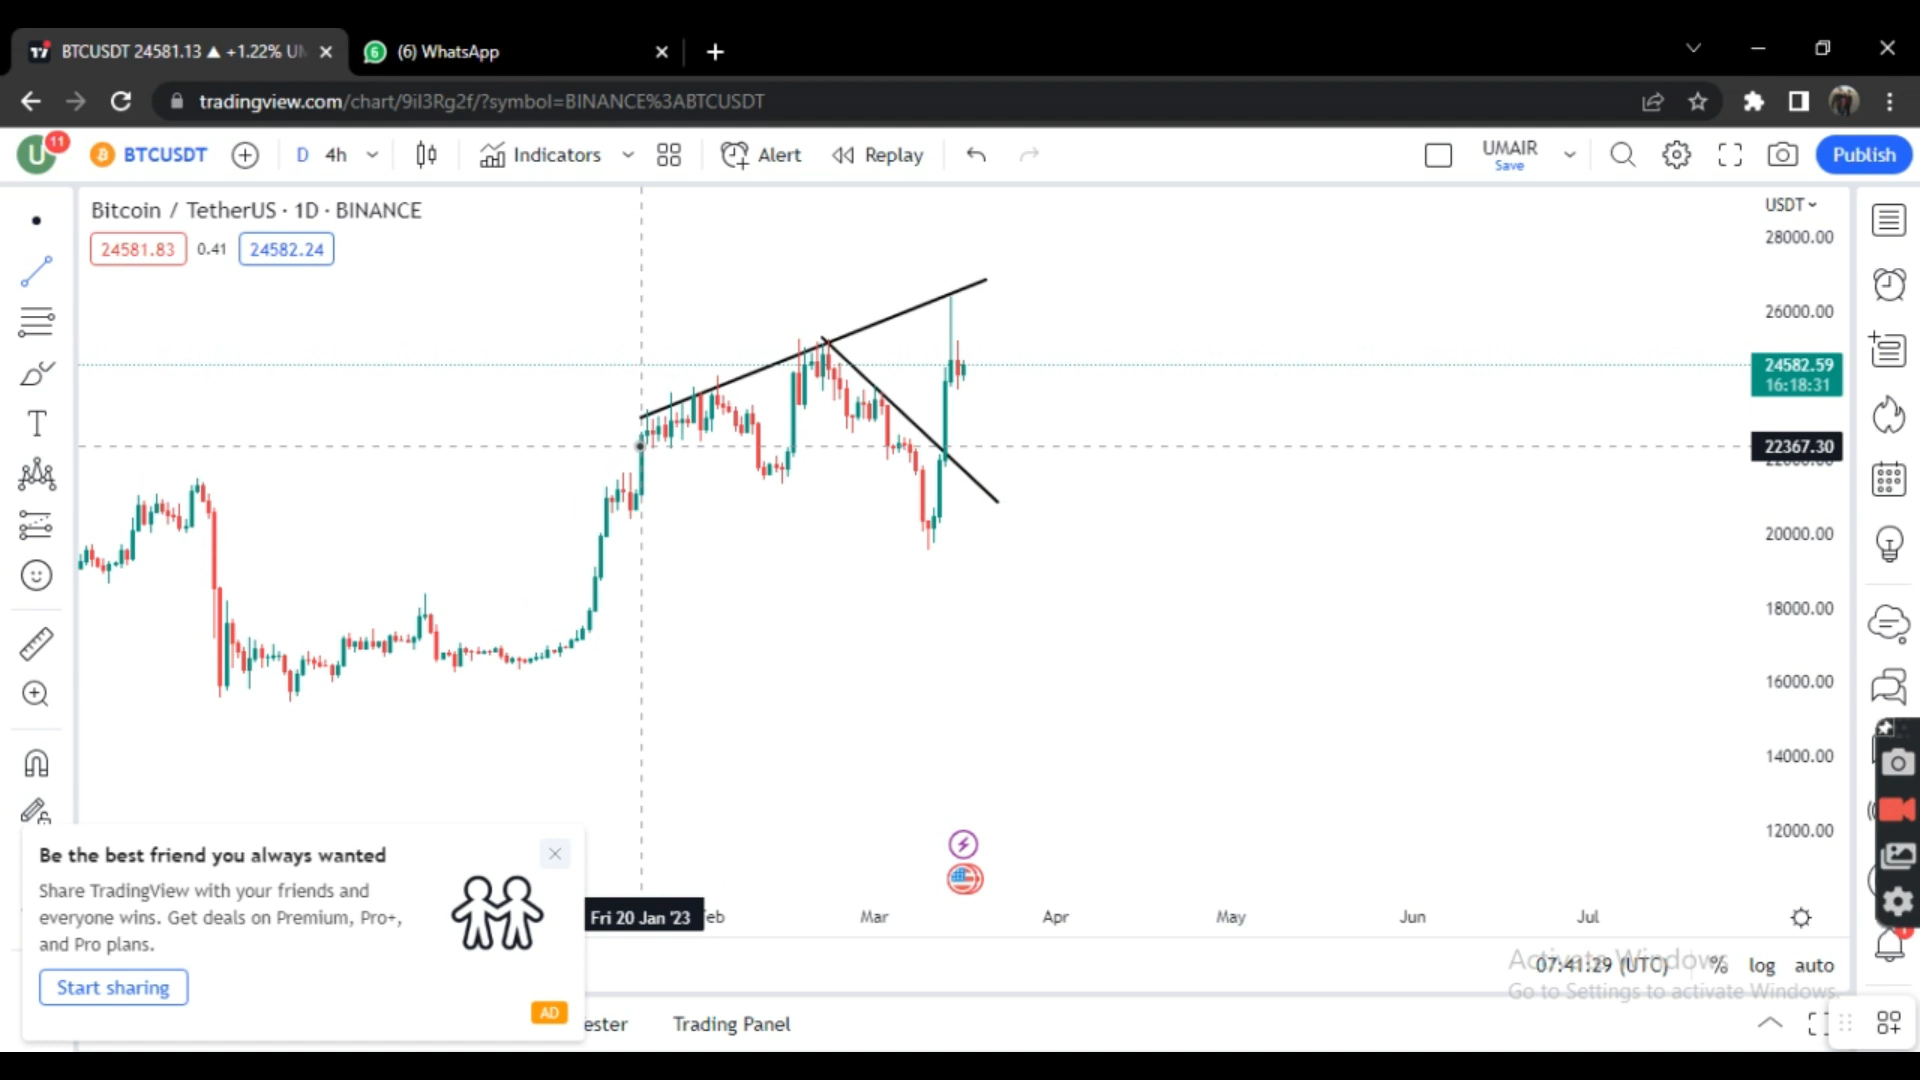 BTCUSDT 24581.13 ▲ +1.22% UN
(6) WhatsApp
tradingview.com/chart/9il3Rg2f/?symbol=BINANCE%3ABTCUSDT
U 11 BTCUSDT D 4h Indicators Alert Replay UMAIR Publish
Save
Bitcoin / TetherUS · 1D · BINANCE
24581.83 0.41 24582.24
USDT
28000.00
26000.00
24582.59
16:18:31
22367.30
20000.00
18000.00
16000.00
14000.00
12000.00
Be the best friend you always wanted
Share TradingView with your friends and
everyone wins. Get deals on Premium, Pro+,
and Pro plans.
Start sharing
AD
Fri 20 Jan '23 eb Mar Apr May Jun Jul
07:41:29 (UTC) % log auto
Activate Windows
Go to Settings to activate Windows.
ester Trading Panel